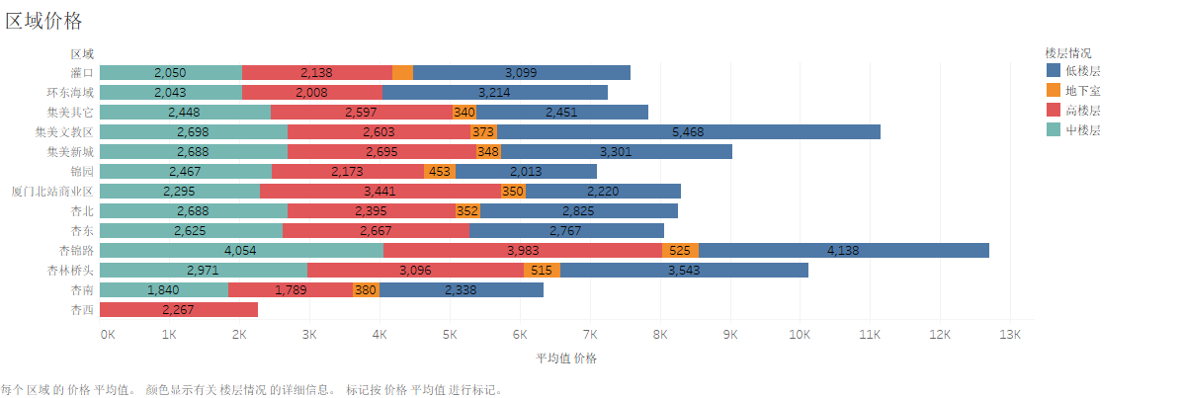 区域价格
区域
灌口 2,050 2,138 3,099
环东海域 2,043 2,008 3,214
集美其它 2,448 2,597 340 2,451
集美文教区 2,698 2,603 373 5,468
集美新城 2,688 2,695 348 3,301
锦园 2,467 2,173 453 2,013
厦门北站商业区 2,295 3,441 350 2,220
杏北 2,688 2,395 352 2,825
杏东 2,625 2,667 2,767
杏锦路 4,054 3,983 525 4,138
杏林桥头 2,971 3,096 515 3,543
杏南 1,840 1,789 380 2,338
杏西 2,267
0K 1K 2K 3K 4K 5K 6K 7K 8K 9K 10K 11K 12K 13K
平均值 价格
楼层情况
低楼层
地下室
高楼层
中楼层
每个 区域 的 价格 平均值。 颜色显示有关 楼层情况 的详细信息。 标记按 价格 平均值 进行标记。